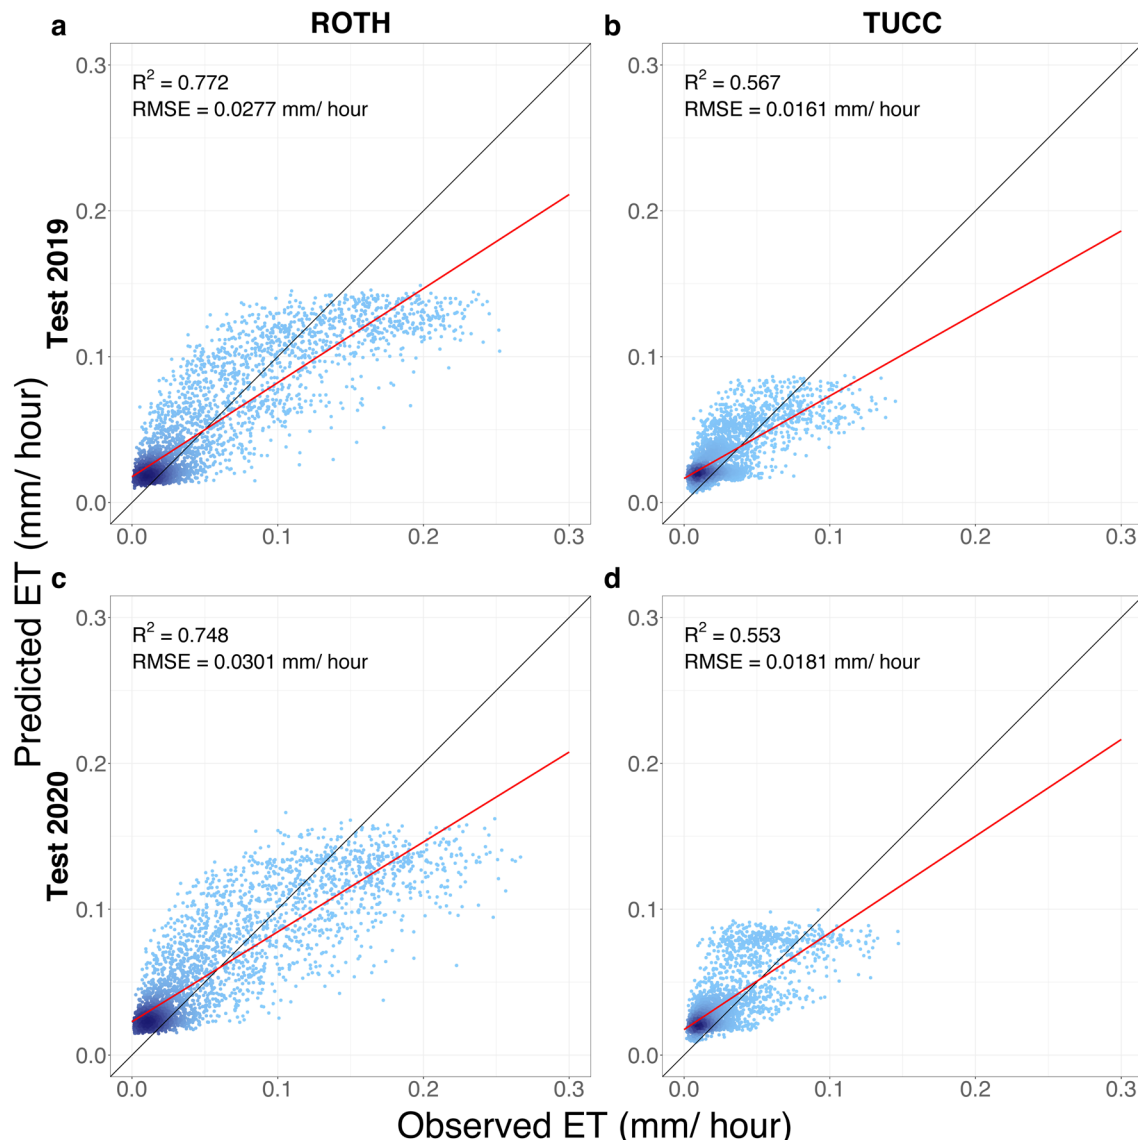 a ROTH
b TUCC
R2 = 0.772
RMSE = 0.0277 mm/ hour
R2 = 0.567
RMSE = 0.0161 mm/ hour
0.3
0.2
0.1
0.0
0.0 0.1 0.2 0.3
0.3
0.2
0.1
0.0
0.0 0.1 0.2 0.3
Test 2019
c
d
R2 = 0.748
RMSE = 0.0301 mm/ hour
R2 = 0.553
RMSE = 0.0181 mm/ hour
0.3
0.2
0.1
0.0
0.0 0.1 0.2 0.3
0.3
0.2
0.1
0.0
0.0 0.1 0.2 0.3
Test 2020
Predicted ET (mm/ hour)
Observed ET (mm/ hour)